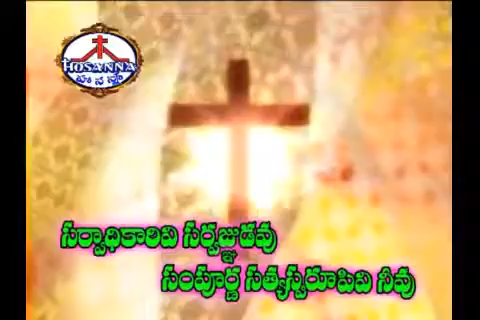 HOSANNA
హోసన్నా
సర్వాధికారివి సర్వజ్ఞుడవు
సంపూర్ణ సత్యస్వరూపివి నీవు